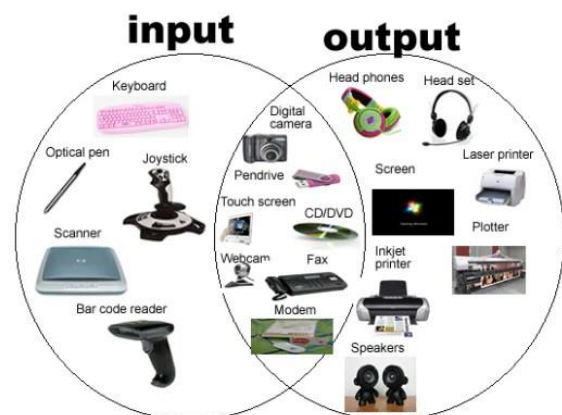 input
output
Keyboard
Optical pen
Joystick
Scanner
Bar code reader
Digital
camera
Pendrive
Touch screen
CD/DVD
Webcam
Fax
Modem
Head phones
Head set
Laser printer
Screen
Plotter
Inkjet
printer
Speakers